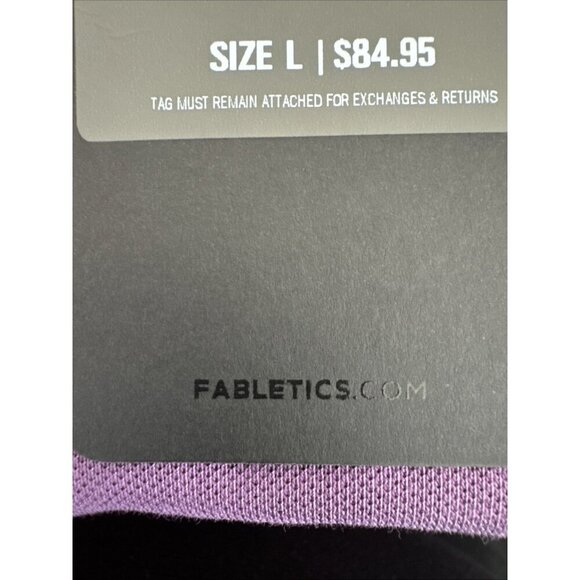 SIZE L | $84.95
TAG MUST REMAIN ATTACHED FOR EXCHANGES & RETURNS
FABLETICS.COM